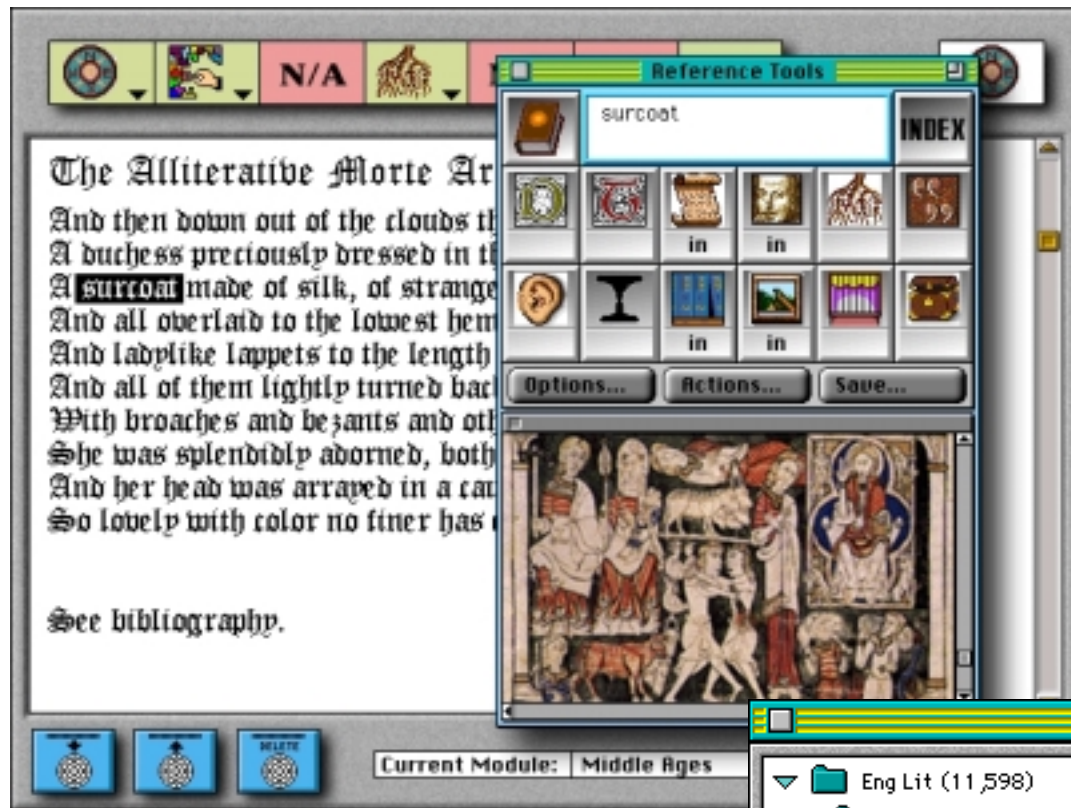 N/A
Reference Tools
surcoat
INDEX
in in
in in
Options... Actions... Save...
The Alliterative Morte Ar
And then down out of the clouds th
A duchess preciously dressed in th
A surcoat made of silk, of strange
And all overlaid to the lowest hem
And ladylike lappets to the length
And all of them lightly turned back
With broaches and bezants and oth
She was splendidly adorned, both
And her head was arrayed in a
So lovely with color no finer has
See bibliography.
DELETE
Current Module: Middle Ages
Eng Lit (11,598)